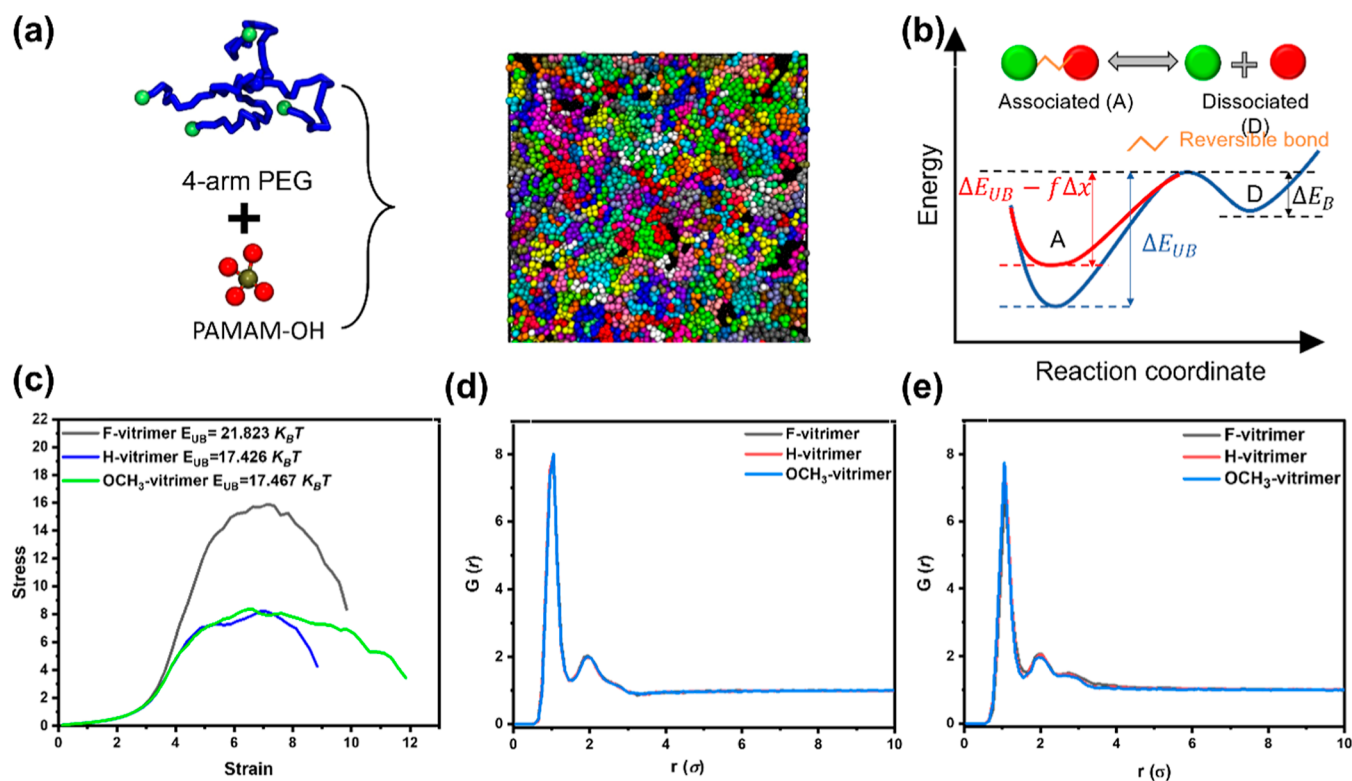 (a)
4-arm PEG
+
PAMAM-OH
(b)
Energy
Associated (A)
+
Dissociated
(D)
Reversible bond
ΔE_UB − fΔx
A
ΔE_UB
D
ΔE_B
Reaction coordinate
(c)
Stress
22
20
18
16
14
12
10
8
6
4
2
0
F-vitrimer E_UB= 21.823 K_BT
H-vitrimer E_UB=17.426 K_BT
OCH₃-vitrimer E_UB=17.467 K_BT
0 2 4 6 8 10 12
Strain
(d)
G (r)
8
6
4
2
0
F-vitrimer
H-vitrimer
OCH₃-vitrimer
0 2 4 6 8 10
r (σ)
(e)
G (r)
8
6
4
2
0
F-vitrimer
H-vitrimer
OCH₃-vitrimer
0 2 4 6 8 10
r (σ)